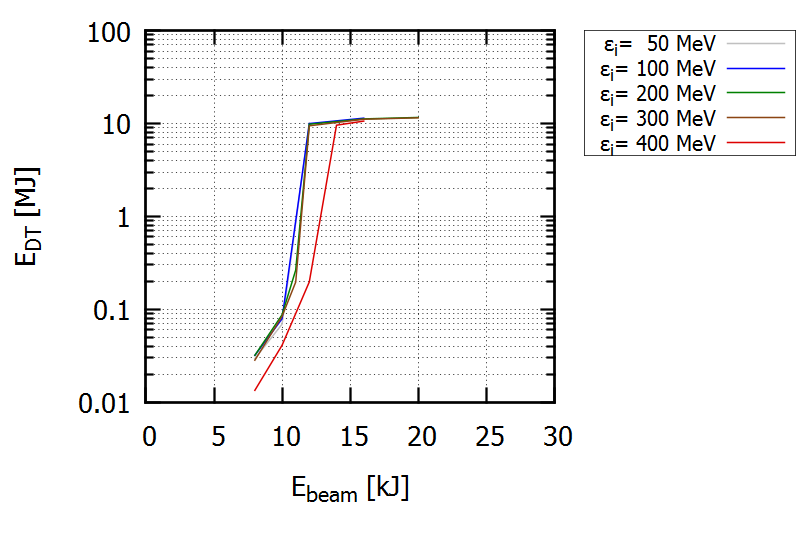 100
10
1
0.1
0.01
0 5 10 15 20 25 30
E_DT [MJ]
E_beam [kJ]
ε_i= 50 MeV
ε_i= 100 MeV
ε_i= 200 MeV
ε_i= 300 MeV
ε_i= 400 MeV